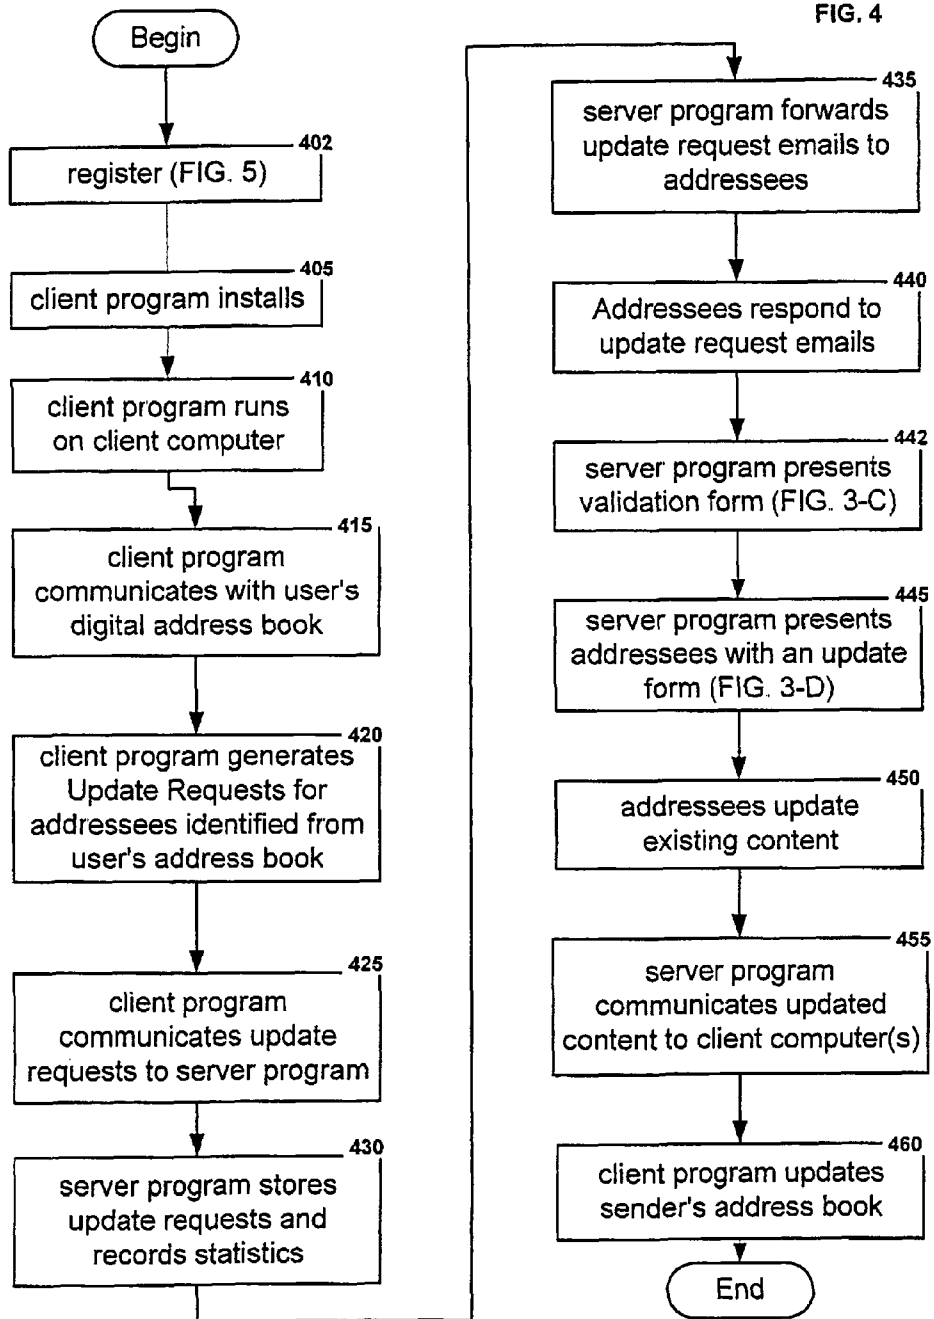 FIG. 4
Begin
402
register (FIG. 5)
405
client program installs
410
client program runs
on client computer
415
client program
communicates with user's
digital address book
420
client program generates
Update Requests for
addressees identified from
user's address book
425
client program
communicates update
requests to server program
430
server program stores
update requests and
records statistics
435
server program forwards
update request emails to
addressees
440
Addressees respond to
update request emails
442
server program presents
validation form (FIG. 3-C)
445
server program presents
addressees with an update
form (FIG. 3-D)
450
addressees update
existing content
455
server program
communicates updated
content to client computer(s)
460
client program updates
sender's address book
End